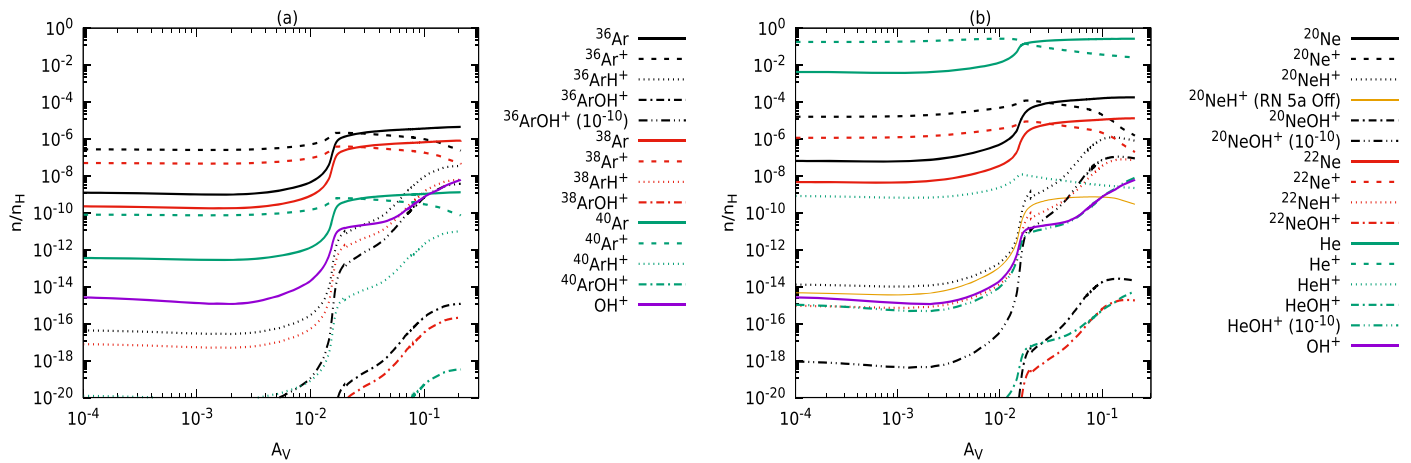 (a)
n/n_H
10^0
10^-2
10^-4
10^-6
10^-8
10^-10
10^-12
10^-14
10^-16
10^-18
10^-20
10^-4
10^-3
10^-2
10^-1
A_V
^36Ar
^36Ar^+
^36ArH^+
^36ArOH^+
^36ArOH^+ (10^-10)
^38Ar
^38Ar^+
^38ArH^+
^38ArOH^+
^40Ar
^40Ar^+
^40ArH^+
^40ArOH^+
OH^+
(b)
n/n_H
10^0
10^-2
10^-4
10^-6
10^-8
10^-10
10^-12
10^-14
10^-16
10^-18
10^-20
10^-4
10^-3
10^-2
10^-1
A_V
^20Ne
^20Ne^+
^20NeH^+
^20NeH^+ (RN 5a Off)
^20NeOH^+
^20NeOH^+ (10^-10)
^22Ne
^22Ne^+
^22NeH^+
^22NeOH^+
He
He^+
HeH^+
HeOH^+
HeOH^+ (10^-10)
OH^+